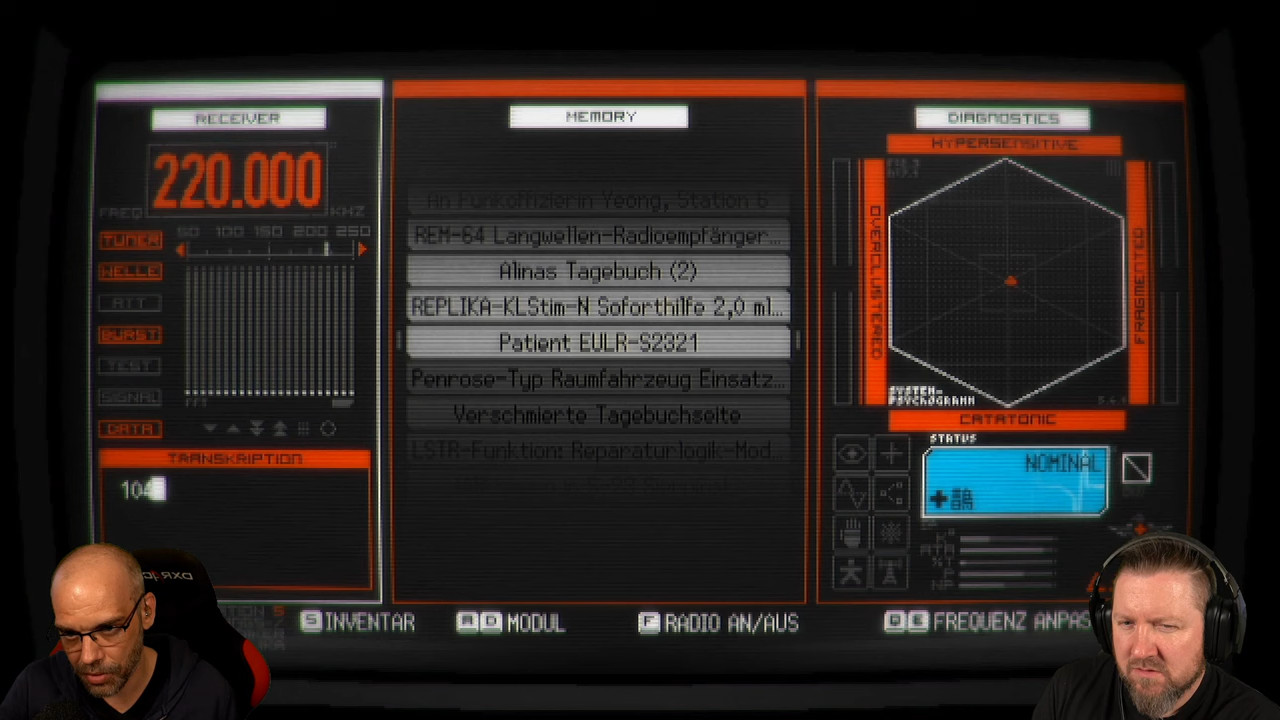 RECEIVER
220.000
FREQ
KHZ
50 100 150 200 250
TUNER
WELLE
ATT
BURST
TEST
SIGNAL
DATA
FFT
TRANSKRIPTION
104
MEMORY
An Funkoffizierin Yeong, Station 6
REM-64 Langwellen-Radioempfänger...
Alinas Tagebuch (2)
REPLIKA-KLStim-N Soforthilfe 2,0 ml...
Patient EULR-S2321
Penrose-Typ Raumfahrzeug Einsatz...
Verschmierte Tagebuchseite
LSTR-Funktion: Reparaturlogik-Mod...
DIAGNOSTICS
HYPERSENSITIVE
OVERCLUSTERED
FRAGMENTED
SYSTEM-
PSYCHOGRAMM
CATATONIC
STATUS
NOMINAL
S INVENTAR
A D MODUL
F RADIO AN/AUS
FREQUENZ ANPAS